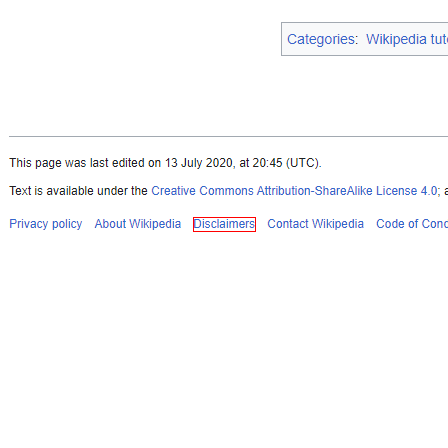 Categories: Wikipedia tut
This page was last edited on 13 July 2020, at 20:45 (UTC).
Text is available under the Creative Commons Attribution-ShareAlike License 4.0; a
Privacy policy About Wikipedia Disclaimers Contact Wikipedia Code of Cond